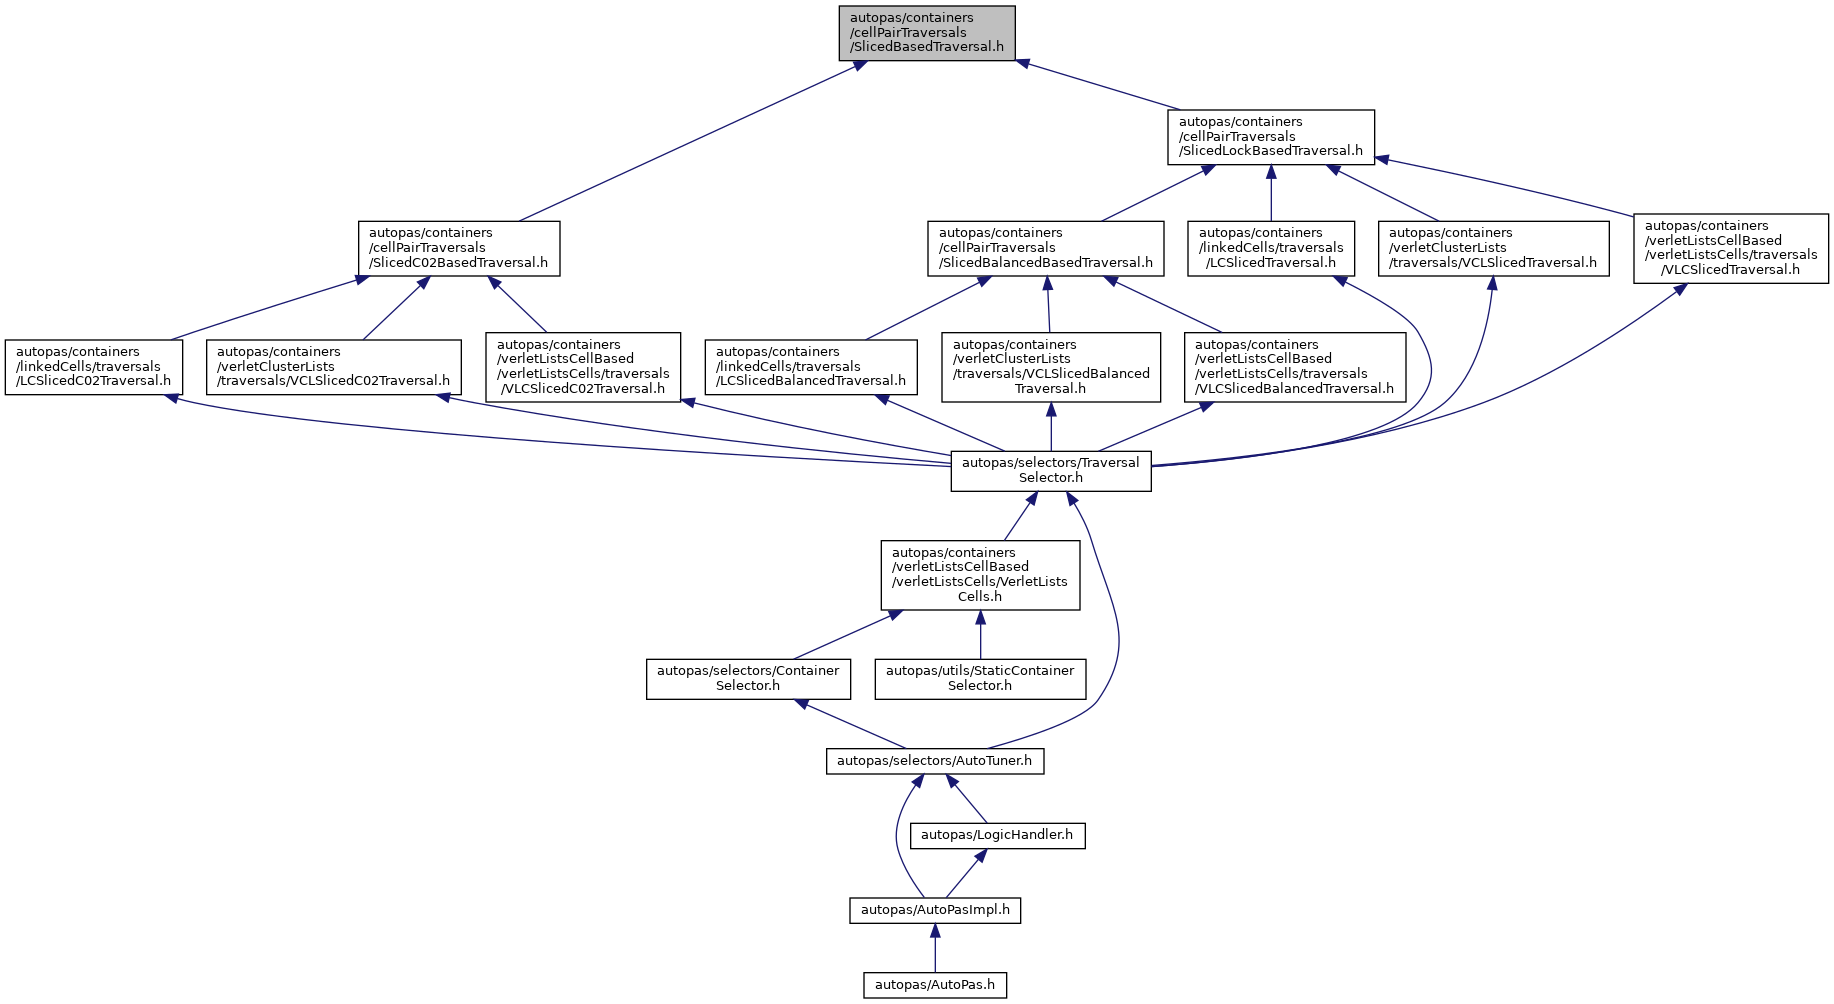 autopas/containers
/cellPairTraversals
/SlicedBasedTraversal.h
autopas/containers
/cellPairTraversals
/SlicedLockBasedTraversal.h
autopas/containers
/cellPairTraversals
/SlicedC02BasedTraversal.h
autopas/containers
/cellPairTraversals
/SlicedBalancedBasedTraversal.h
autopas/containers
/linkedCells/traversals
/LCSlicedTraversal.h
autopas/containers
/verletClusterLists
/traversals/VCLSlicedTraversal.h
autopas/containers
/verletListsCellBased
/verletListsCells/traversals
/VLCSlicedTraversal.h
autopas/containers
/linkedCells/traversals
/LCSlicedC02Traversal.h
autopas/containers
/verletClusterLists
/traversals/VCLSlicedC02Traversal.h
autopas/containers
/verletListsCellBased
/verletListsCells/traversals
/VLCSlicedC02Traversal.h
autopas/containers
/linkedCells/traversals
/LCSlicedBalancedTraversal.h
autopas/containers
/verletClusterLists
/traversals/VCLSlicedBalanced
Traversal.h
autopas/containers
/verletListsCellBased
/verletListsCells/traversals
/VLCSlicedBalancedTraversal.h
autopas/selectors/Traversal
Selector.h
autopas/containers
/verletListsCellBased
/verletListsCells/VerletLists
Cells.h
autopas/selectors/Container
Selector.h
autopas/utils/StaticContainer
Selector.h
autopas/selectors/AutoTuner.h
autopas/LogicHandler.h
autopas/AutoPasImpl.h
autopas/AutoPas.h